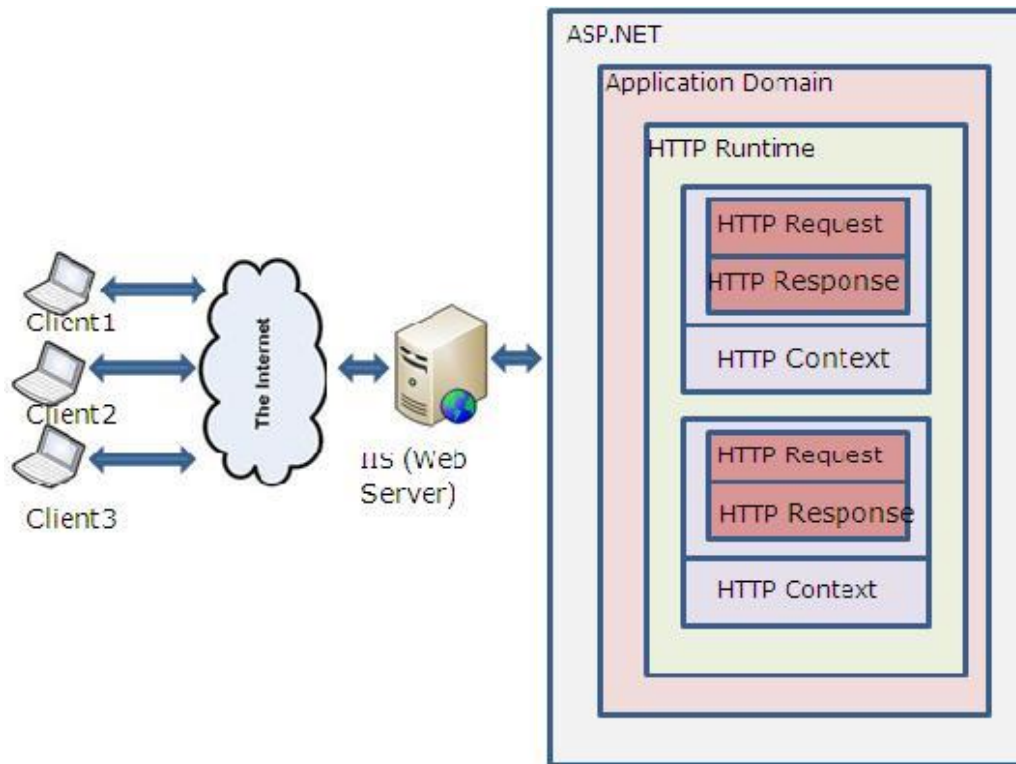 ASP.NET
Application Domain
HTTP Runtime
HTTP Request
HTTP Response
HTTP Context
HTTP Request
HTTP Response
HTTP Context
Client1
Client2
Client3
The Internet
IIS (Web
Server)